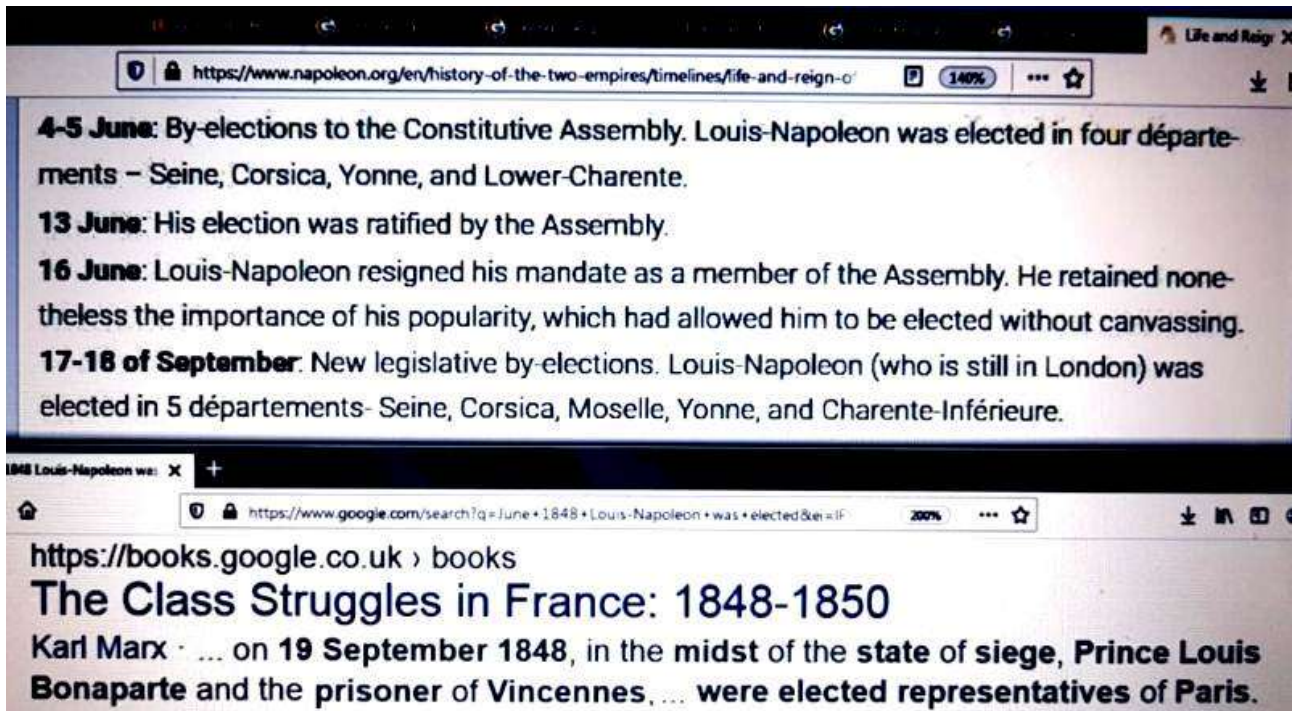 Life and Reigr
https://www.napoleon.org/en/history-of-the-two-empires/timelines/life-and-reign-o
140%
4-5 June: By-elections to the Constitutive Assembly. Louis-Napoleon was elected in four départe-
ments – Seine, Corsica, Yonne, and Lower-Charente.
13 June: His election was ratified by the Assembly.
16 June: Louis-Napoleon resigned his mandate as a member of the Assembly. He retained none-
theless the importance of his popularity, which had allowed him to be elected without canvassing.
17-18 of September: New legislative by-elections. Louis-Napoleon (who is still in London) was
elected in 5 départements- Seine, Corsica, Moselle, Yonne, and Charente-Inférieure.
1848 Louis-Napoleon wa:
https://www.google.com/search?q=June+1848+Louis-Napoleon+was+elected&ei=IF
200%
https://books.google.co.uk › books
The Class Struggles in France: 1848-1850
Karl Marx · ... on 19 September 1848, in the midst of the state of siege, Prince Louis
Bonaparte and the prisoner of Vincennes, ... were elected representatives of Paris.